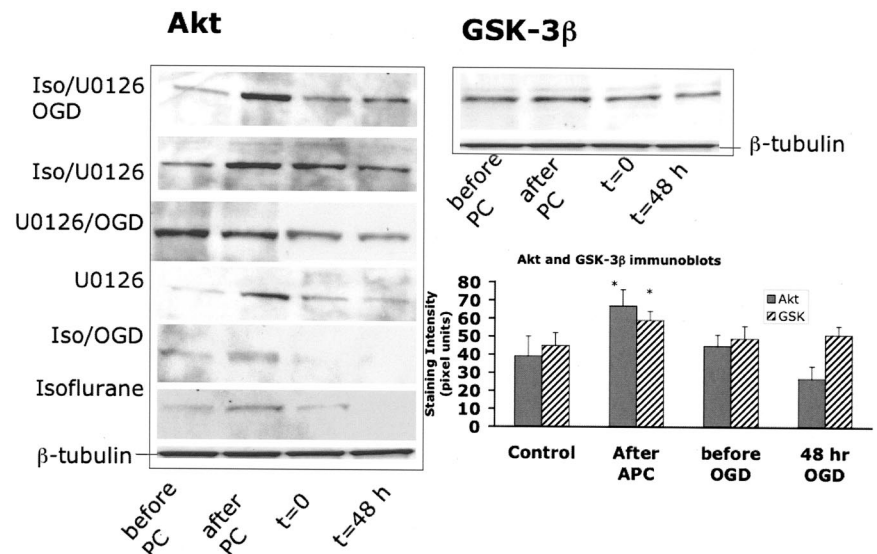 Akt
Iso/U0126
OGD
Iso/U0126
U0126/OGD
U0126
Iso/OGD
Isoflurane
β-tubulin
before
PC
after
PC
t=0
t=48 h
GSK-3β
β-tubulin
before
PC
after
PC
t=0
t=48 h
Akt and GSK-3β immunoblots
Staining Intensity
(pixel units)
80
70
60
50
40
30
20
10
0
*
*
Akt
GSK
Control
After
APC
before
OGD
48 hr
OGD